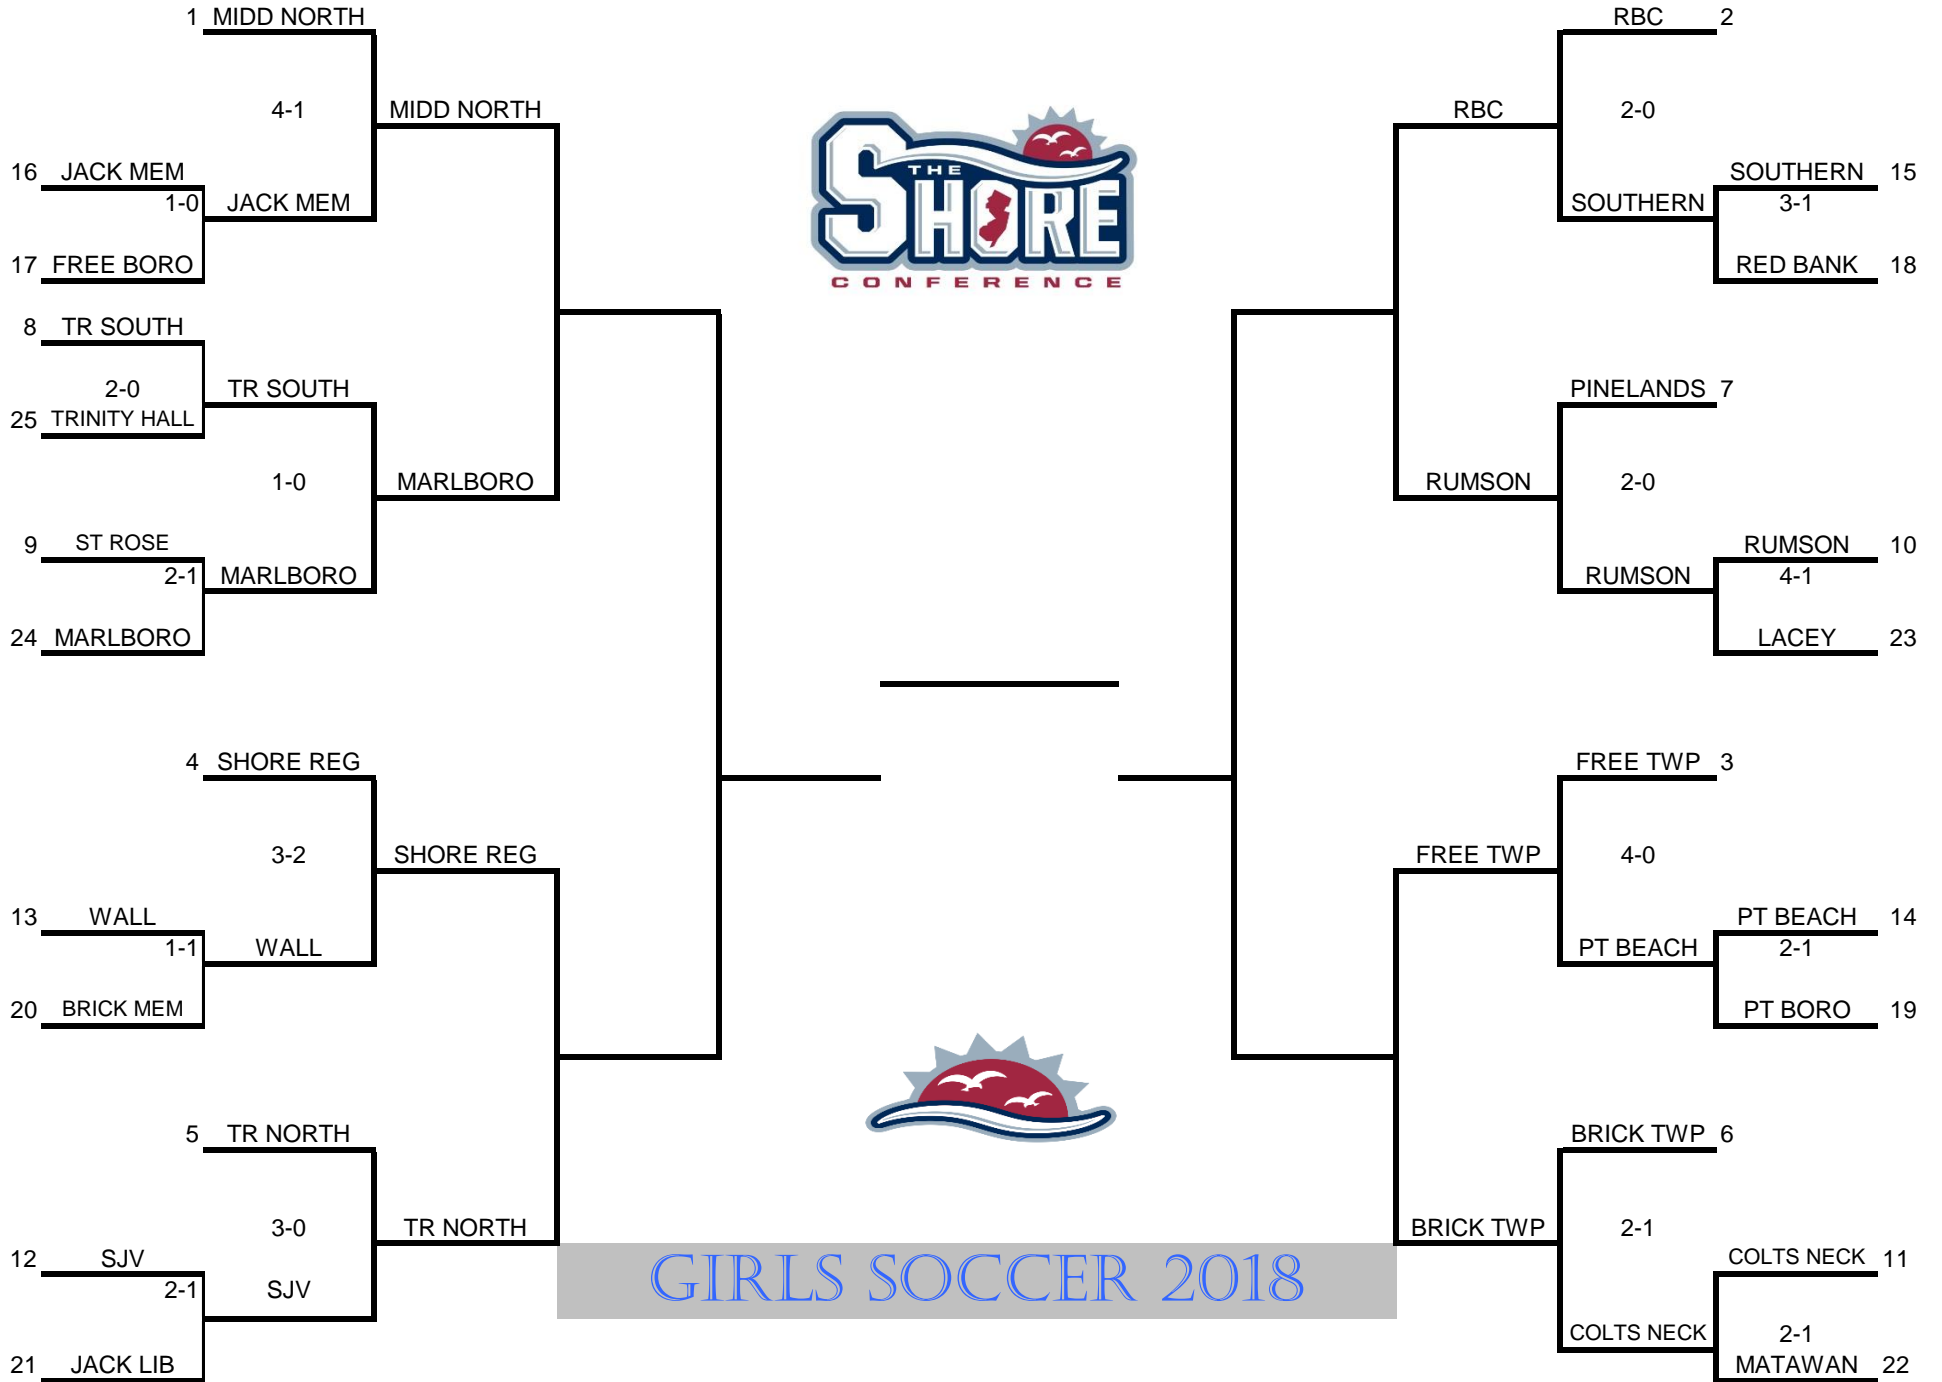 1 MIDD NORTH
4-1
MIDD NORTH
16 JACK MEM
1-0
JACK MEM
17 FREE BORO
8 TR SOUTH
2-0
TR SOUTH
25 TRINITY HALL
1-0
MARLBORO
9 ST ROSE
2-1
MARLBORO
24 MARLBORO
4 SHORE REG
3-2
SHORE REG
13 WALL
1-1
WALL
20 BRICK MEM
5 TR NORTH
3-0
TR NORTH
12 SJV
2-1
SJV
21 JACK LIB
THE
SHORE
CONFERENCE
GIRLS SOCCER 2018
RBC 2
RBC
2-0
SOUTHERN 15
SOUTHERN
3-1
RED BANK 18
PINELANDS 7
RUMSON
2-0
RUMSON 10
RUMSON
4-1
LACEY 23
FREE TWP 3
FREE TWP
4-0
PT BEACH 14
PT BEACH
2-1
PT BORO 19
BRICK TWP 6
BRICK TWP
2-1
COLTS NECK 11
COLTS NECK
2-1
MATAWAN 22